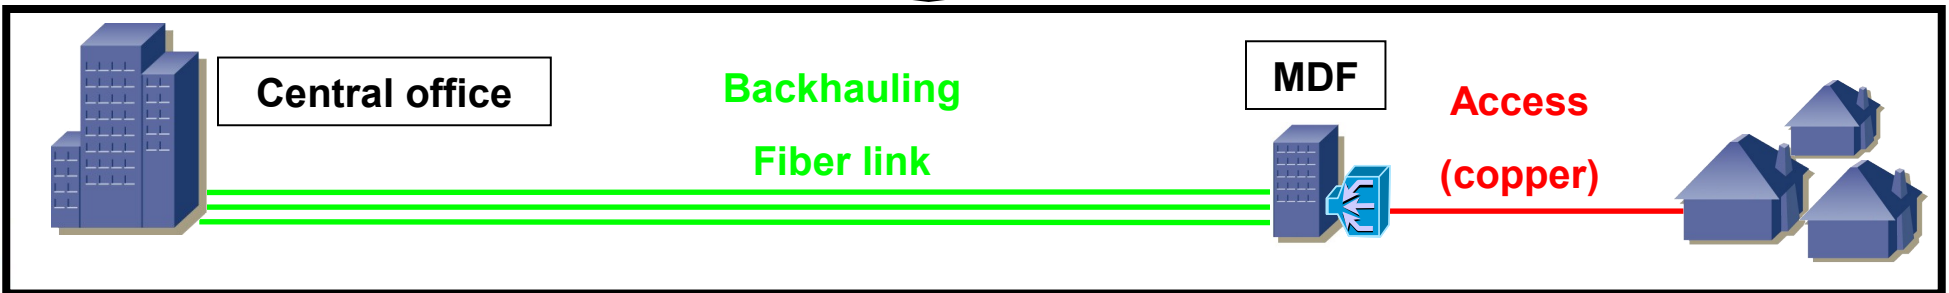 Central office
Backhauling
Fiber link
MDF
Access
(copper)